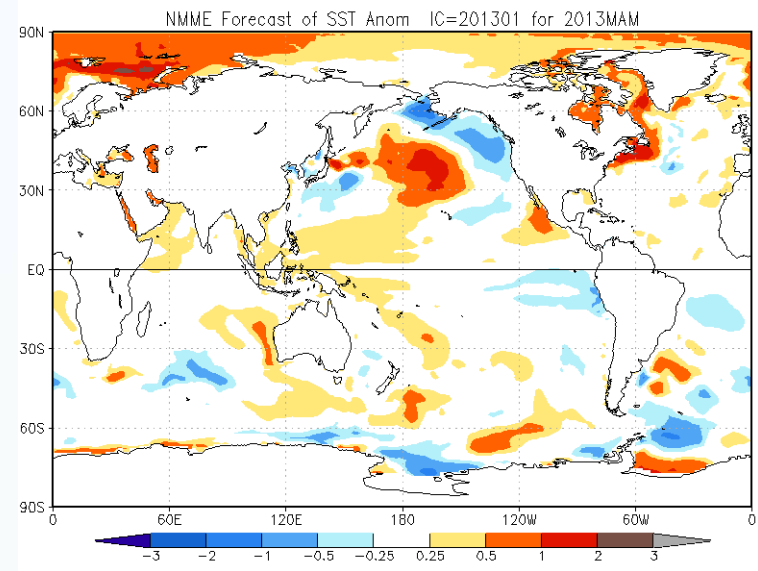 NMME Forecast of SST Anom IC=201301 for 2013MAM
90N
60N
30N
EQ
30S
60S
90S
0 60E 120E 180 120W 60W 0
-3 -2 -1 -0.5 -0.25 0.25 0.5 1 2 3